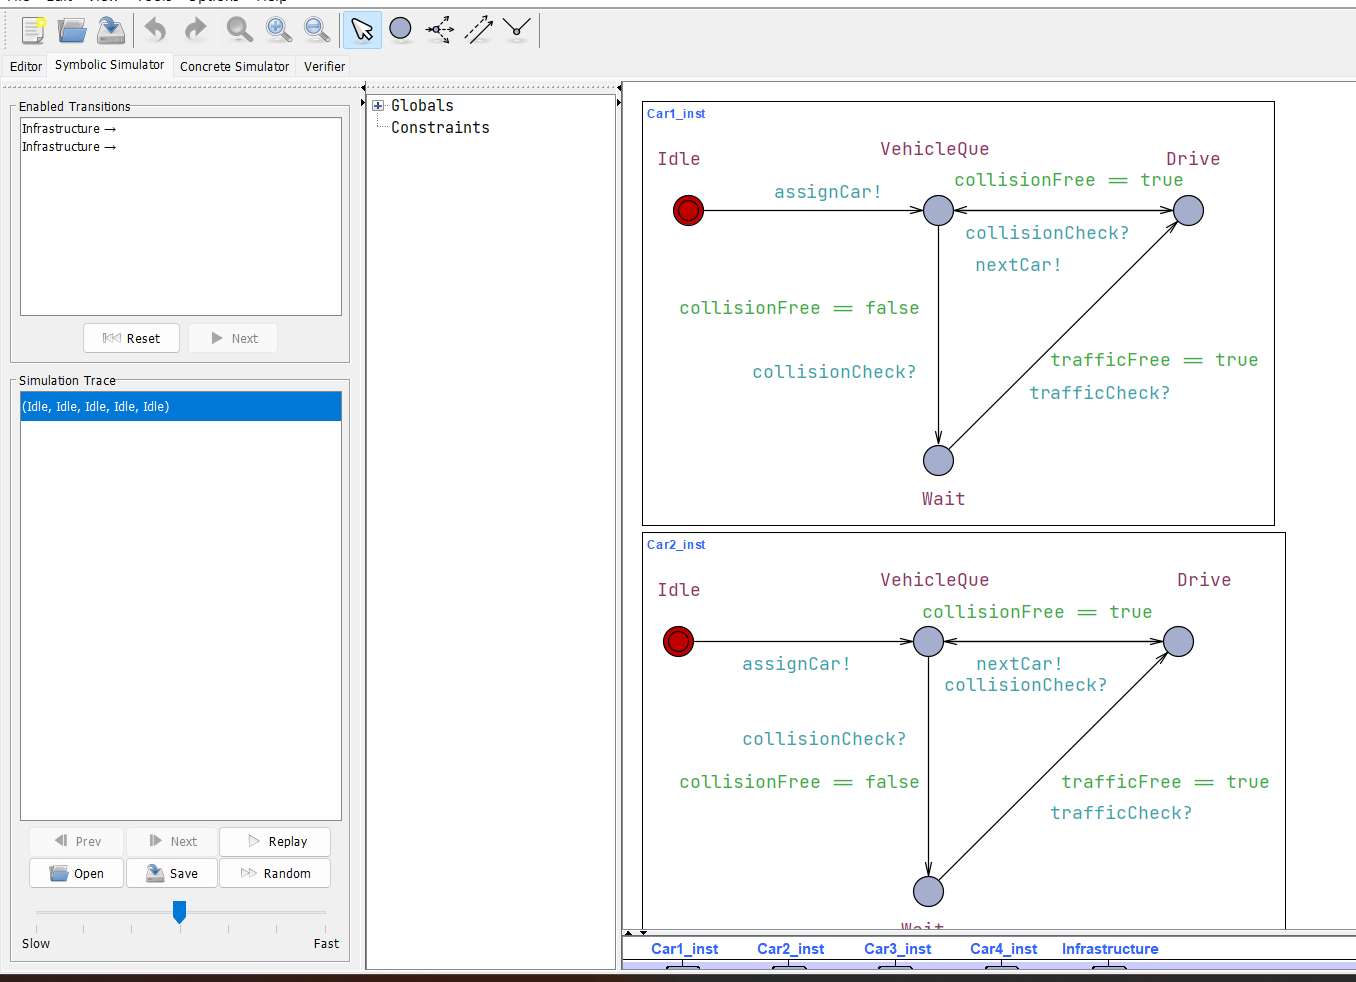 Editor
Symbolic Simulator
Concrete Simulator
Verifier
Enabled Transitions
Infrastructure →
Infrastructure →
Reset
Next
Simulation Trace
(Idle, Idle, Idle, Idle, Idle)
Prev
Next
Replay
Open
Save
Random
Slow
Fast
Globals
Constraints
Car1_inst
Idle
VehicleQue
Drive
collisionFree == true
assignCar!
collisionCheck?
nextCar!
collisionFree == false
trafficFree == true
collisionCheck?
trafficCheck?
Wait
Car2_inst
Idle
VehicleQue
Drive
collisionFree == true
assignCar!
nextCar!
collisionCheck?
collisionCheck?
collisionFree == false
trafficFree == true
trafficCheck?
Wait
Car1_inst
Car2_inst
Car3_inst
Car4_inst
Infrastructure